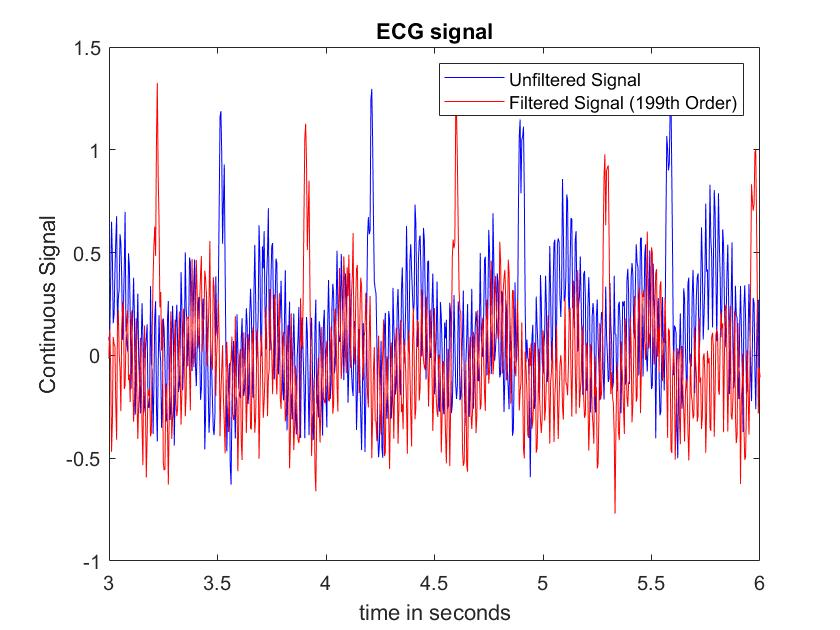 ECG signal
Unfiltered Signal
Filtered Signal (199th Order)
Continuous Signal
1.5
1
0.5
0
-0.5
-1
3
3.5
4
4.5
5
5.5
6
time in seconds